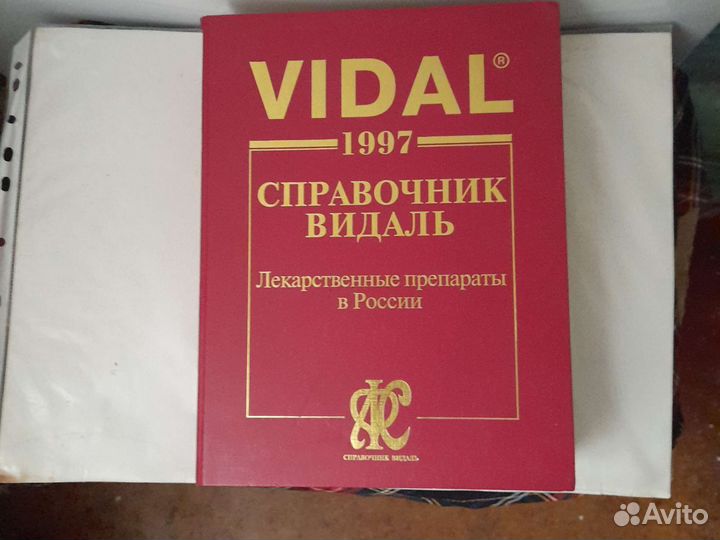 VIDAL®
1997
СПРАВОЧНИК
ВИДАЛЬ
Лекарственные препараты
в России
СПРАВОЧНИК ВИДАЛЬ
Avito